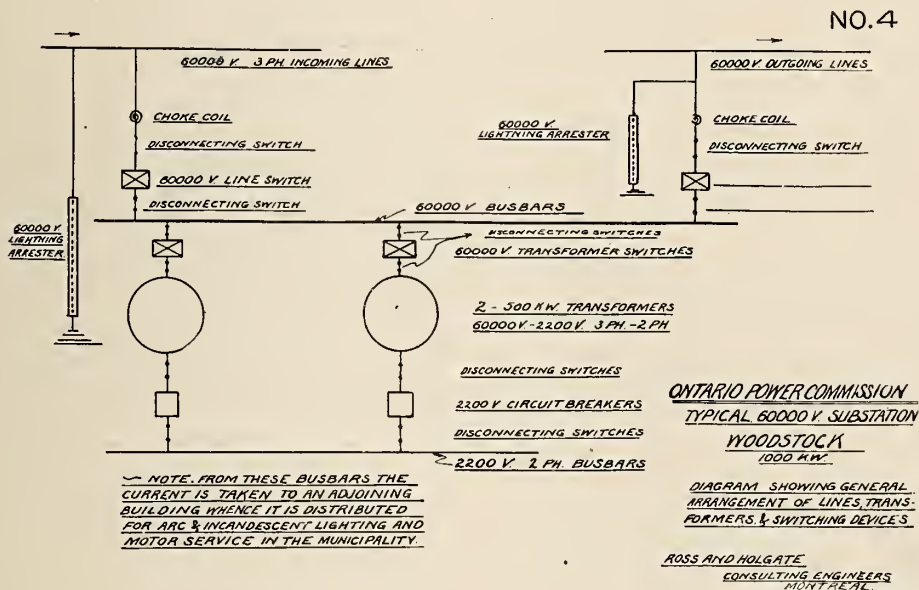 NO.4
60000 V. 3 PH. INCOMING LINES
60000 V. OUTGOING LINES
CHOKE COIL
DISCONNECTING SWITCH
60000 V. LINE SWITCH
DISCONNECTING SWITCH
60000 V.
LIGHTNING ARRESTER
CHOKE COIL
DISCONNECTING SWITCH
60000 V.
LIGHTNING
ARRESTER
60000 V BUSBARS
DISCONNECTING SWITCHES
60000 V. TRANSFORMER SWITCHES
2 - 500 KW. TRANSFORMERS
60000 V.-2200 V. 3 PH.-2 PH
DISCONNECTING SWITCHES
2200 V CIRCUIT BREAKERS
DISCONNECTING SWITCHES
2200 V. 2 PH. BUSBARS
NOTE. FROM THESE BUSBARS THE
CURRENT IS TAKEN TO AN ADJOINING
BUILDING WHENCE IT IS DISTRIBUTED
FOR ARC & INCANDESCENT LIGHTING AND
MOTOR SERVICE IN THE MUNICIPALITY.
ONTARIO POWER COMMISSION
TYPICAL 60000 V. SUBSTATION
WOODSTOCK
1000 K.W.
DIAGRAM SHOWING GENERAL
ARRANGEMENT OF LINES, TRANS-
FORMERS, & SWITCHING DEVICES
ROSS AND HOLGATE
CONSULTING ENGINEERS
MONTREAL.